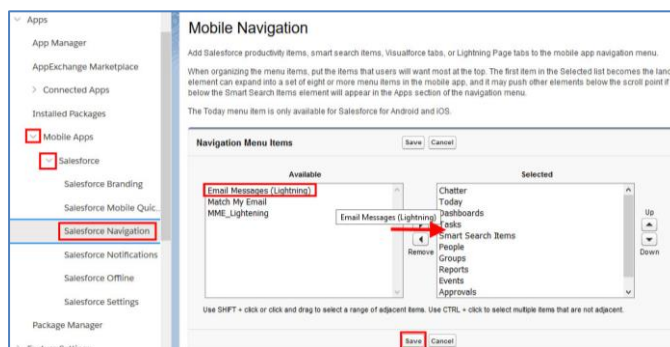 Apps
App Manager
AppExchange Marketplace
Connected Apps
Installed Packages
Mobile Apps
Salesforce
Salesforce Branding
Salesforce Mobile Quic...
Salesforce Navigation
Salesforce Notifications
Salesforce Offline
Salesforce Settings
Package Manager
Mobile Navigation
Add Salesforce productivity items, smart search items, Visualforce tabs, or Lightning Page tabs to the mobile app navigation menu.
When organizing the menu items, put the items that users will want most at the top. The first item in the Selected list becomes the
element can expand into a set of eight or more menu items in the mobile app, and it may push other elements below the scroll point if
below the Smart Search Items element will appear in the Apps section of the navigation menu.
The Today menu item is only available for Salesforce for Android and iOS.
Navigation Menu Items
Save Cancel
Available
Email Messages (Lightning)
Match My Email
MME_Lightening
Email Messages (Lightning)
Remove
Selected
Chatter
Today
Dashboards
Tasks
Smart Search Items
People
Groups
Reports
Events
Approvals
Up
Down
Use SHIFT + click or click and drag to select a range of adjacent items. Use CTRL + click to select multiple items that are not adjacent.
Save Cancel